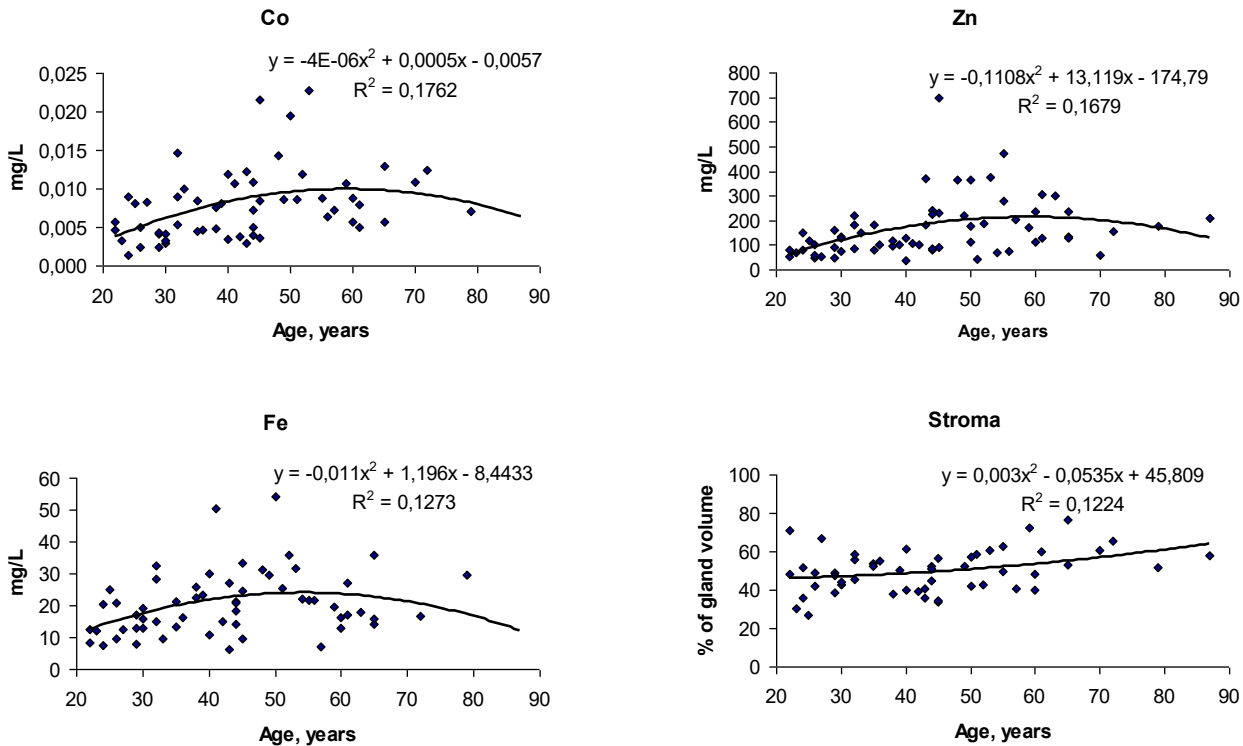 Co
y = -4E-06x² + 0,0005x - 0,0057
R² = 0,1762
0,025
0,020
0,015
0,010
0,005
0,000
mg/L
20 30 40 50 60 70 80 90
Age, years
Zn
y = -0,1108x² + 13,119x - 174,79
R² = 0,1679
800
700
600
500
400
300
200
100
0
mg/L
20 30 40 50 60 70 80 90
Age, years
Fe
y = -0,011x² + 1,196x - 8,4433
R² = 0,1273
60
50
40
30
20
10
0
mg/L
20 30 40 50 60 70 80 90
Age, years
Stroma
y = 0,003x² - 0,0535x + 45,809
R² = 0,1224
100
80
60
40
20
0
% of gland volume
20 30 40 50 60 70 80 90
Age, years